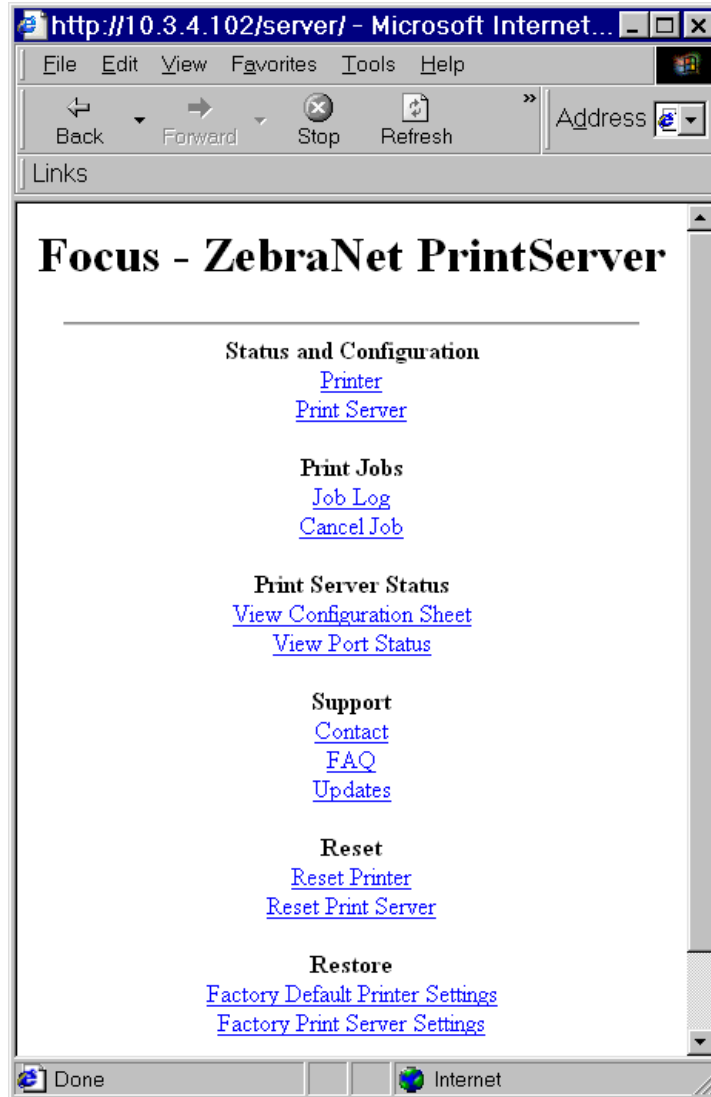 http://10.3.4.102/server/ - Microsoft Internet...
File Edit View Favorites Tools Help
Back Forward Stop Refresh » Address
Links
Focus - ZebraNet PrintServer
Status and Configuration
Printer
Print Server
Print Jobs
Job Log
Cancel Job
Print Server Status
View Configuration Sheet
View Port Status
Support
Contact
FAQ
Updates
Reset
Reset Printer
Reset Print Server
Restore
Factory Default Printer Settings
Factory Print Server Settings
Done Internet